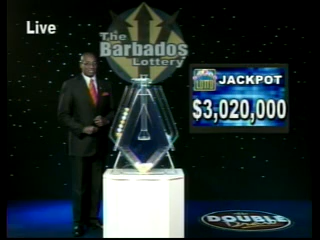 Live
The
Barbados
Lottery
JACKPOT
$3,020,000
DOUBLE